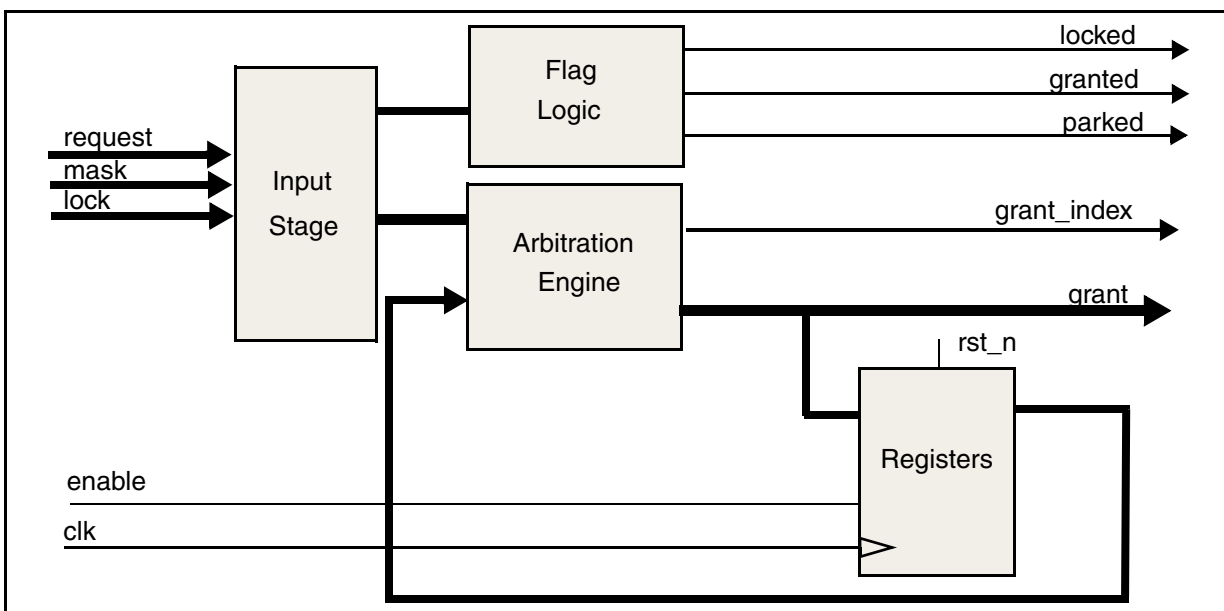 locked
Flag
Logic
granted
parked
request
mask
lock
Input
Stage
grant_index
Arbitration
Engine
grant
rst_n
Registers
enable
clk